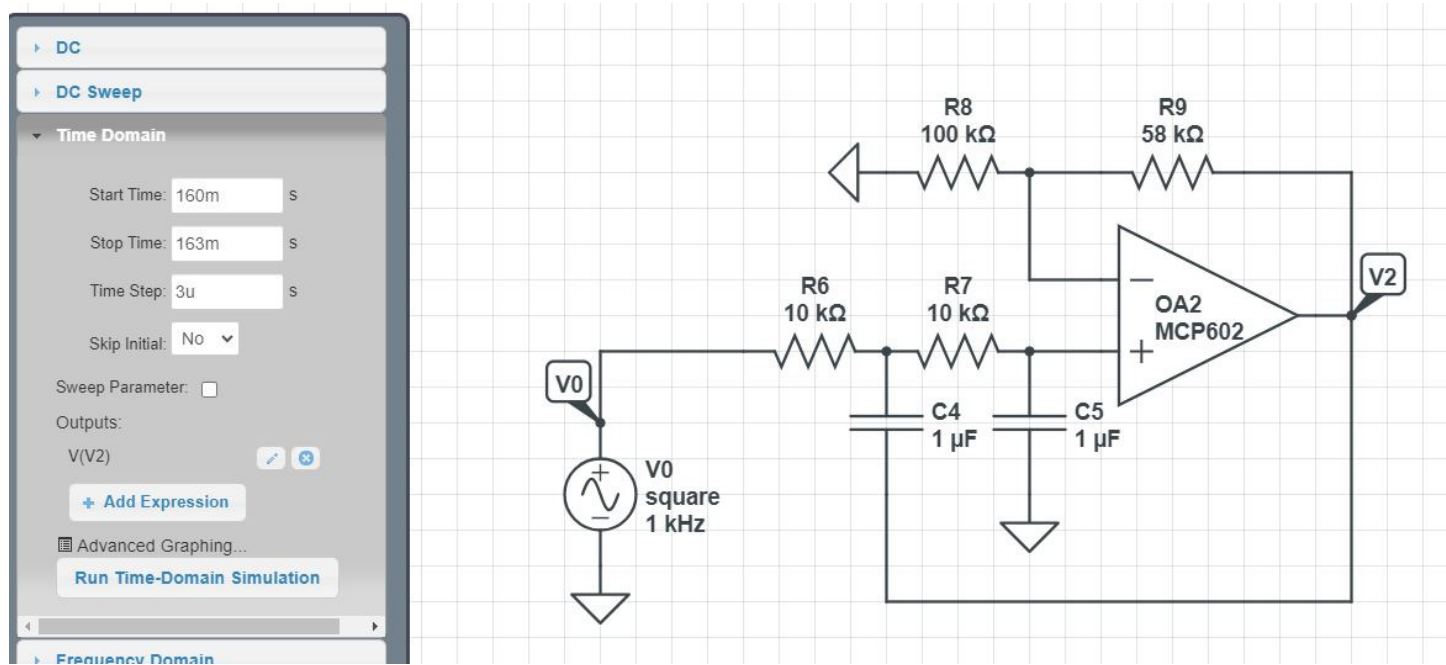 DC
DC Sweep
Time Domain
Start Time: 160m s
Stop Time: 163m s
Time Step: 3u s
Skip Initial: No
Sweep Parameter:
Outputs:
V(V2)
+ Add Expression
Advanced Graphing...
Run Time-Domain Simulation
Frequency Domain
R8
100 kΩ
R9
58 kΩ
R6
10 kΩ
R7
10 kΩ
OA2
MCP602
V2
V0
C4
1 µF
C5
1 µF
V0
square
1 kHz